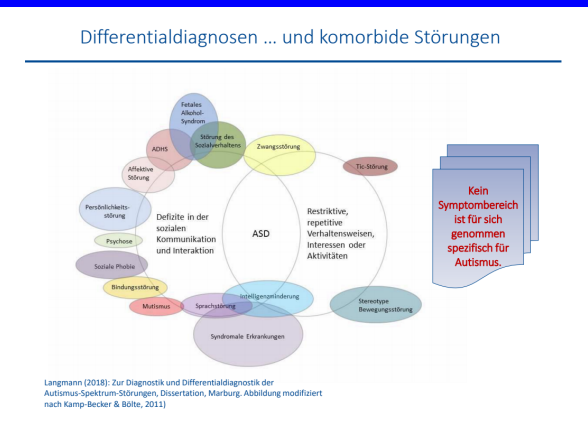 Differentialdiagnosen … und komorbide Störungen
Fetales
Alkohol-
Syndrom
Störung des
Sozialverhaltens
ADHS
Zwangsstörung
Affektive
Störung
Tic-Störung
Persönlichkeits-
störung
Psychose
Soziale Phobie
Bindungsstörung
Mutismus
Sprachstörung
Intelligenzminderung
Syndromale Erkrankungen
Stereotype
Bewegungsstörung
Defizite in der
sozialen
Kommunikation
und Interaktion
ASD
Restriktive,
repetitive
Verhaltensweisen,
Interessen oder
Aktivitäten
Kein
Symptombereich
ist für sich
genommen
spezifisch für
Autismus.
Langmann (2018): Zur Diagnostik und Differentialdiagnostik der
Autismus-Spektrum-Störungen, Dissertation, Marburg. Abbildung modifiziert
nach Kamp-Becker & Bölte, 2011)